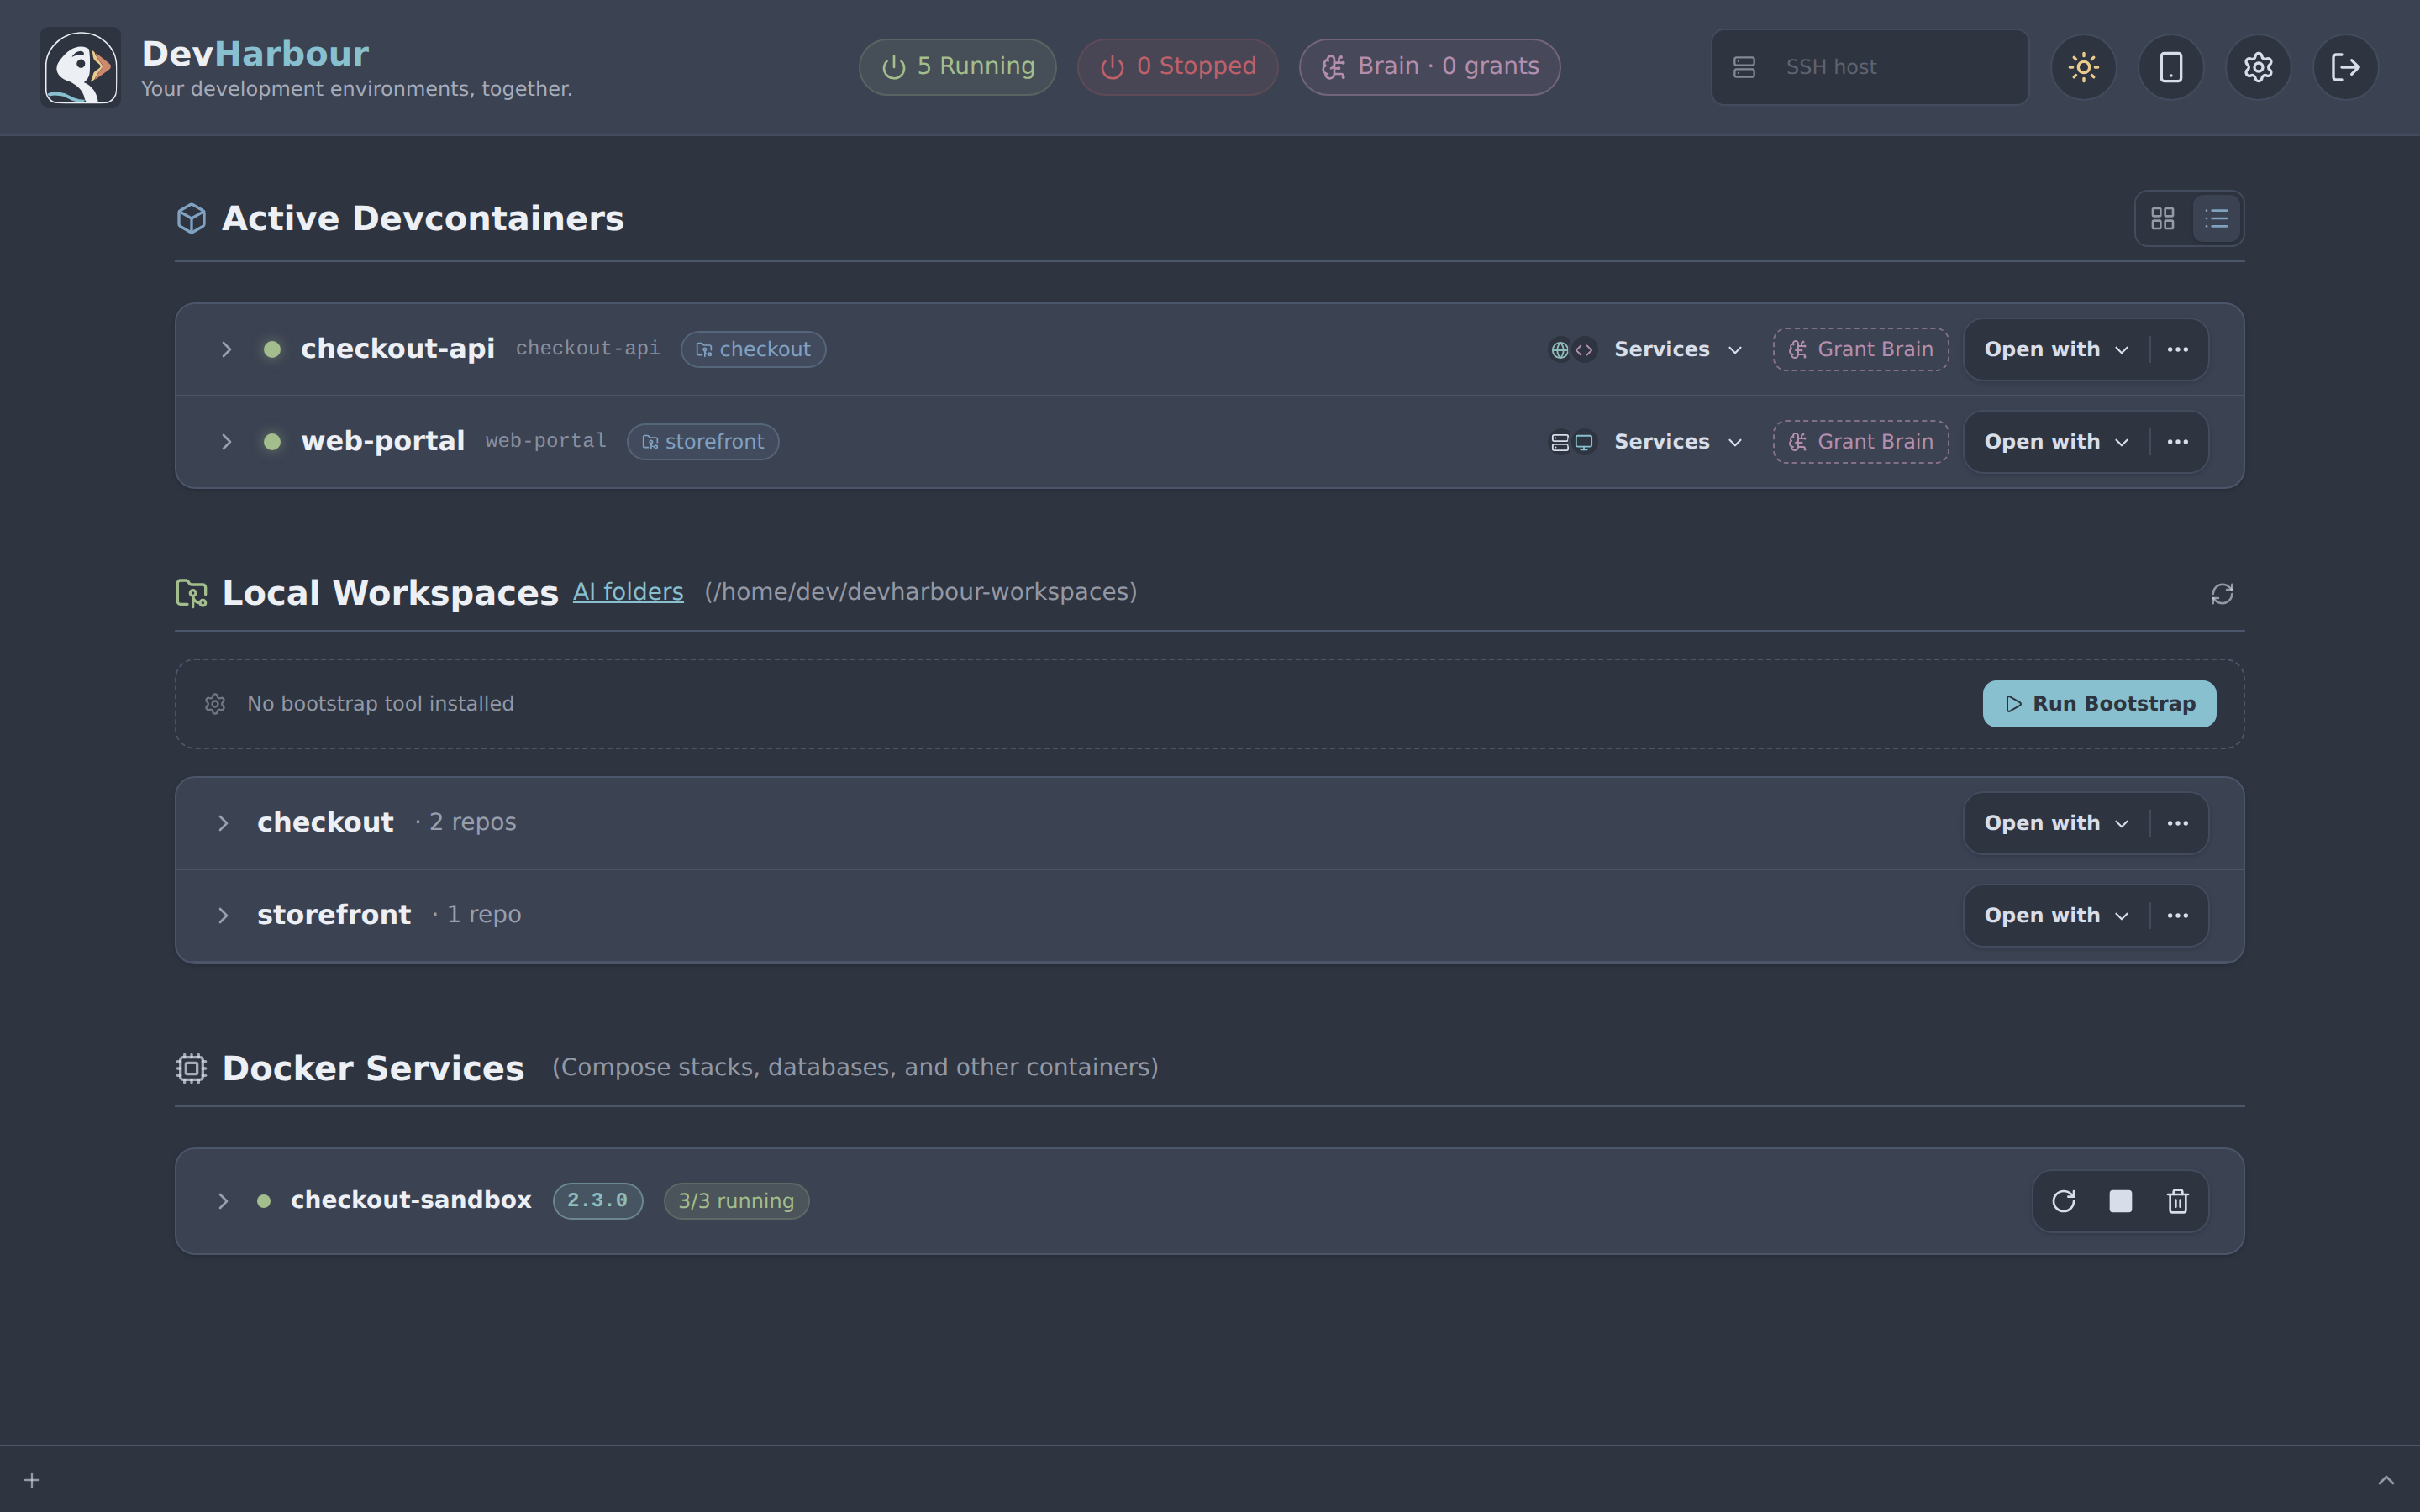 DevHarbour
Your development environments, together.
5 Running
0 Stopped
Brain · 0 grants
SSH host
Active Devcontainers
checkout-api checkout-api checkout Services Grant Brain Open with
web-portal web-portal storefront Services Grant Brain Open with
Local Workspaces AI folders (/home/dev/devharbour-workspaces)
No bootstrap tool installed Run Bootstrap
checkout · 2 repos Open with
storefront · 1 repo Open with
Docker Services (Compose stacks, databases, and other containers)
checkout-sandbox 2.3.0 3/3 running